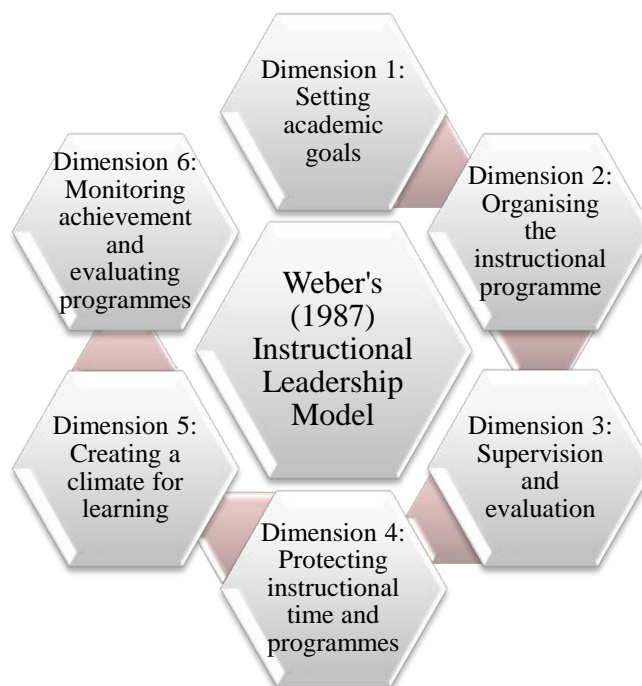 Dimension 1:
Setting
academic
goals
Dimension 2:
Organising
the
instructional
programme
Dimension 3:
Supervision
and
evaluation
Dimension 4:
Protecting
instructional
time and
programmes
Dimension 5:
Creating a
climate for
learning
Dimension 6:
Monitoring
achievement
and
evaluating
programmes
Weber's
(1987)
Instructional
Leadership
Model